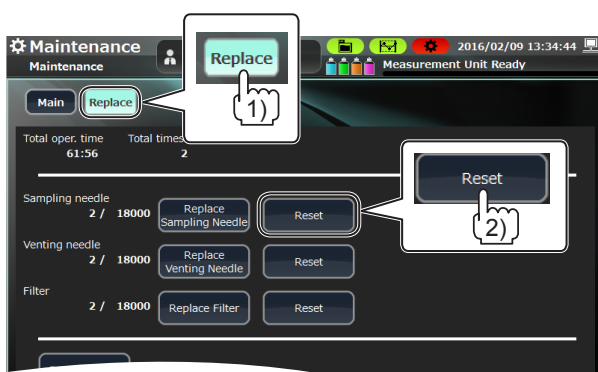 Maintenance
Maintenance
Replace
1)
2016/02/09 13:34:44
Measurement Unit Ready
Main
Replace
Total oper. time
Total times
61:56
2
Reset
2)
Sampling needle
2 / 18000
Replace
Sampling Needle
Reset
Venting needle
2 / 18000
Replace
Venting Needle
Reset
Filter
2 / 18000
Replace Filter
Reset